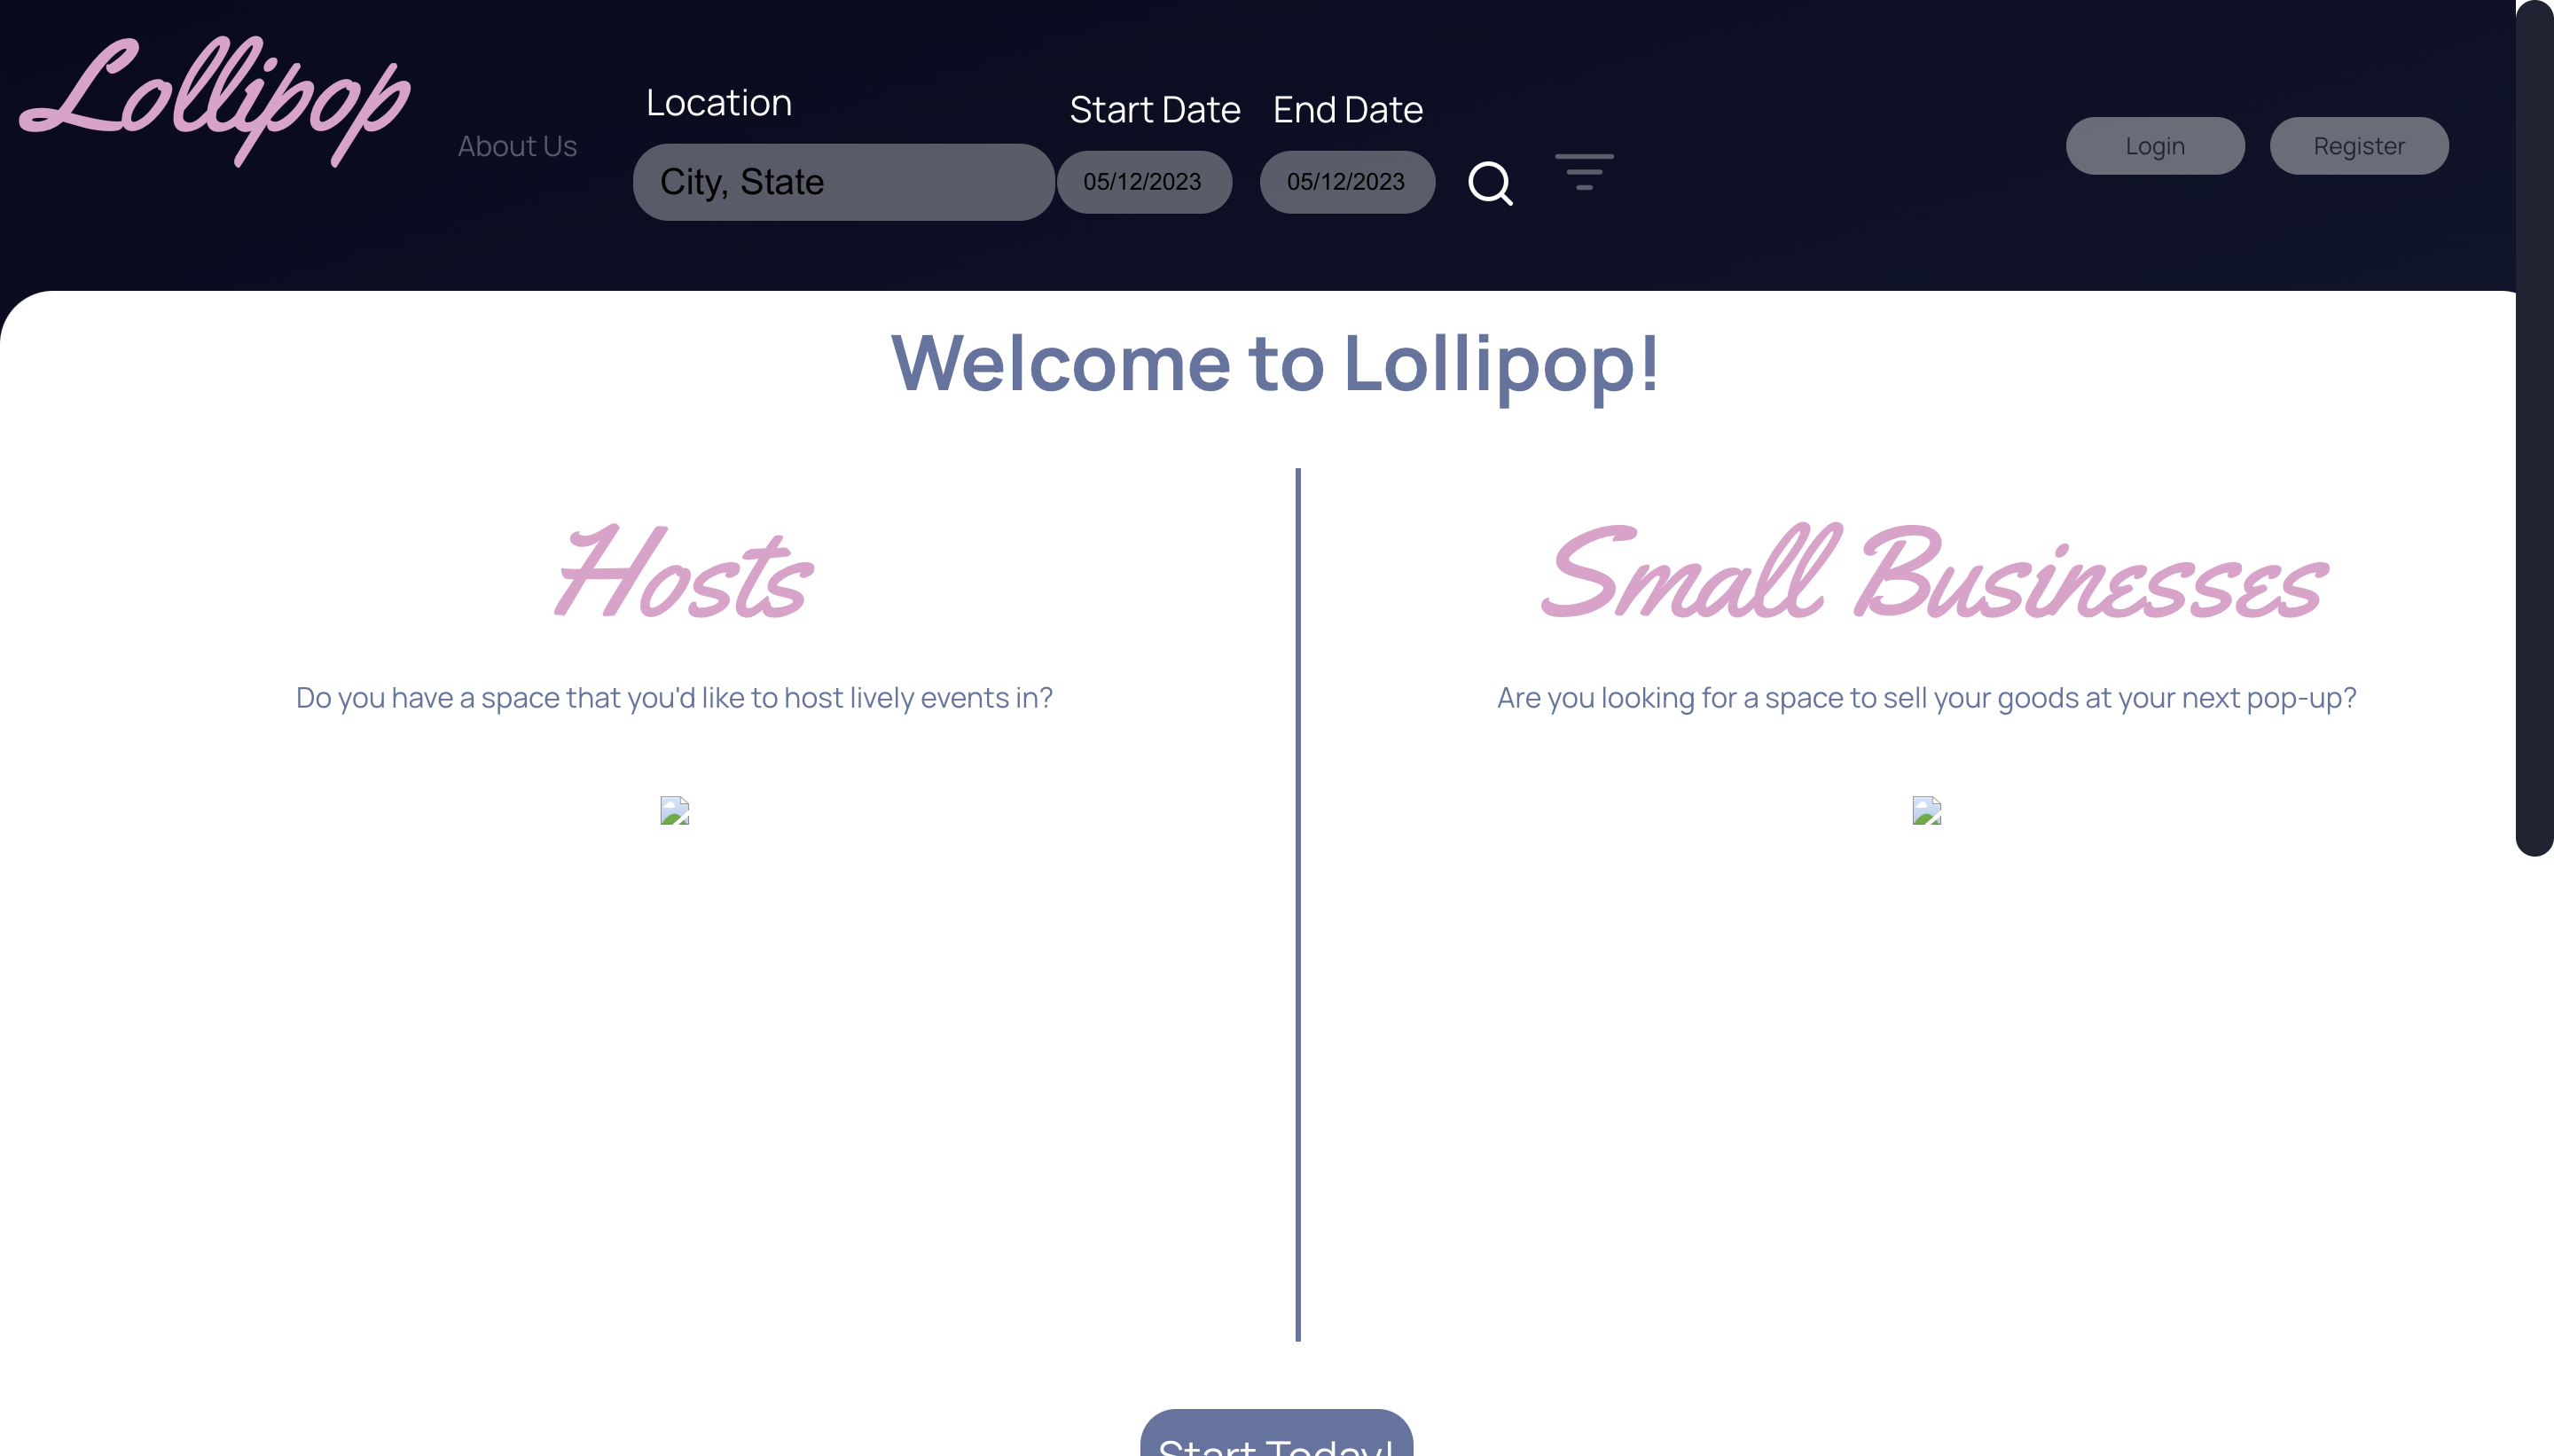 Lollipop
About Us
Location
City, State
Start Date
05/12/2023
End Date
05/12/2023
Login
Register
Welcome to Lollipop!
Hosts
Do you have a space that you'd like to host lively events in?
Small Businesses
Are you looking for a space to sell your goods at your next pop-up?
Start Today!